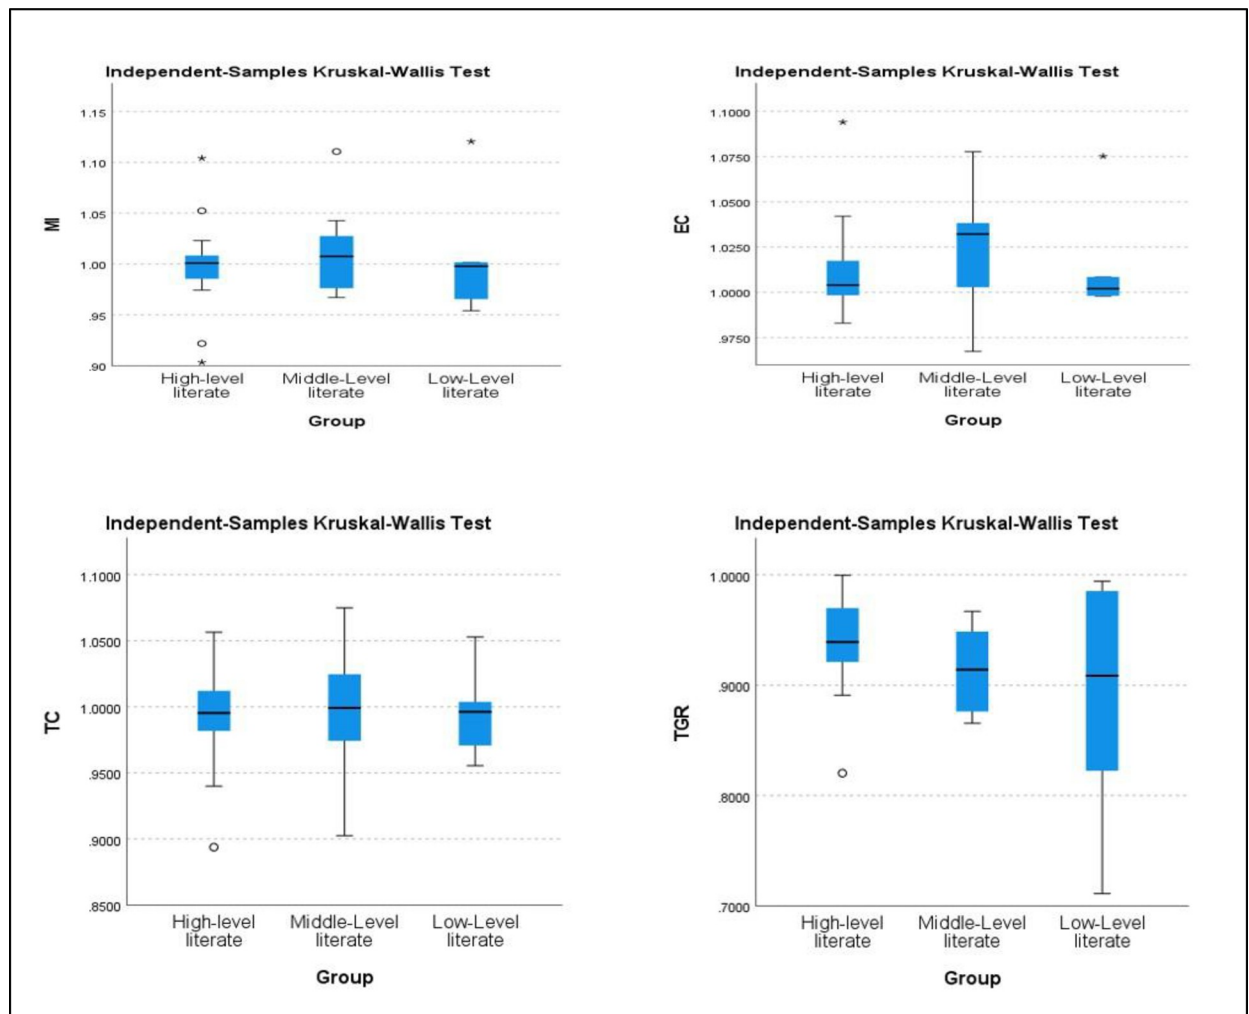 Independent-Samples Kruskal-Wallis Test
1.15
1.10
1.05
1.00
.95
.90
MI
High-level
literate
Middle-Level
literate
Low-Level
literate
Group
Independent-Samples Kruskal-Wallis Test
1.1000
1.0750
1.0500
1.0250
1.0000
.9750
EC
High-level
literate
Middle-Level
literate
Low-Level
literate
Group
Independent-Samples Kruskal-Wallis Test
1.1000
1.0500
1.0000
.9500
.9000
.8500
TC
High-level
literate
Middle-Level
literate
Low-Level
literate
Group
Independent-Samples Kruskal-Wallis Test
1.0000
.9000
.8000
.7000
TGR
High-level
literate
Middle-Level
literate
Low-Level
literate
Group